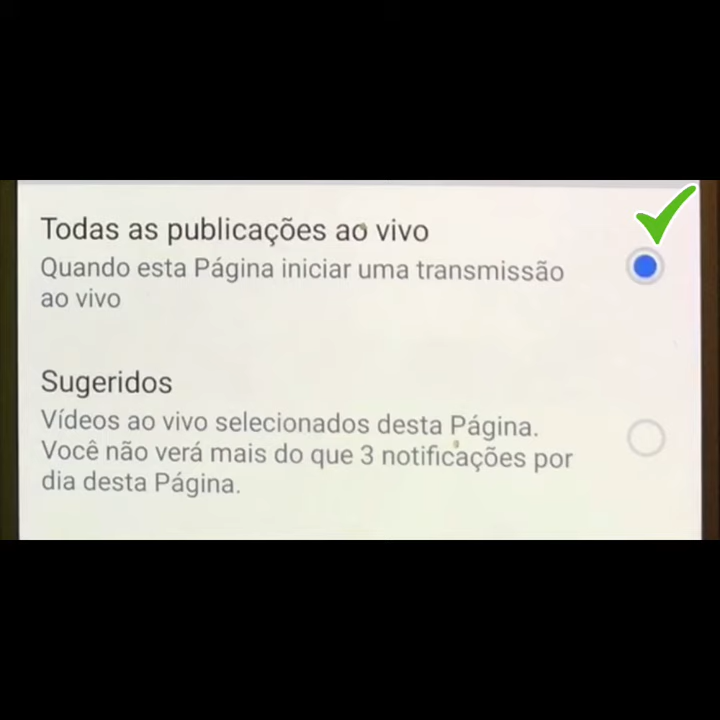 Todas as publicações ao vivo
Quando esta Página iniciar uma transmissão
ao vivo
Sugeridos
Vídeos ao vivo selecionados desta Página.
Você não verá mais do que 3 notificações por
dia desta Página.